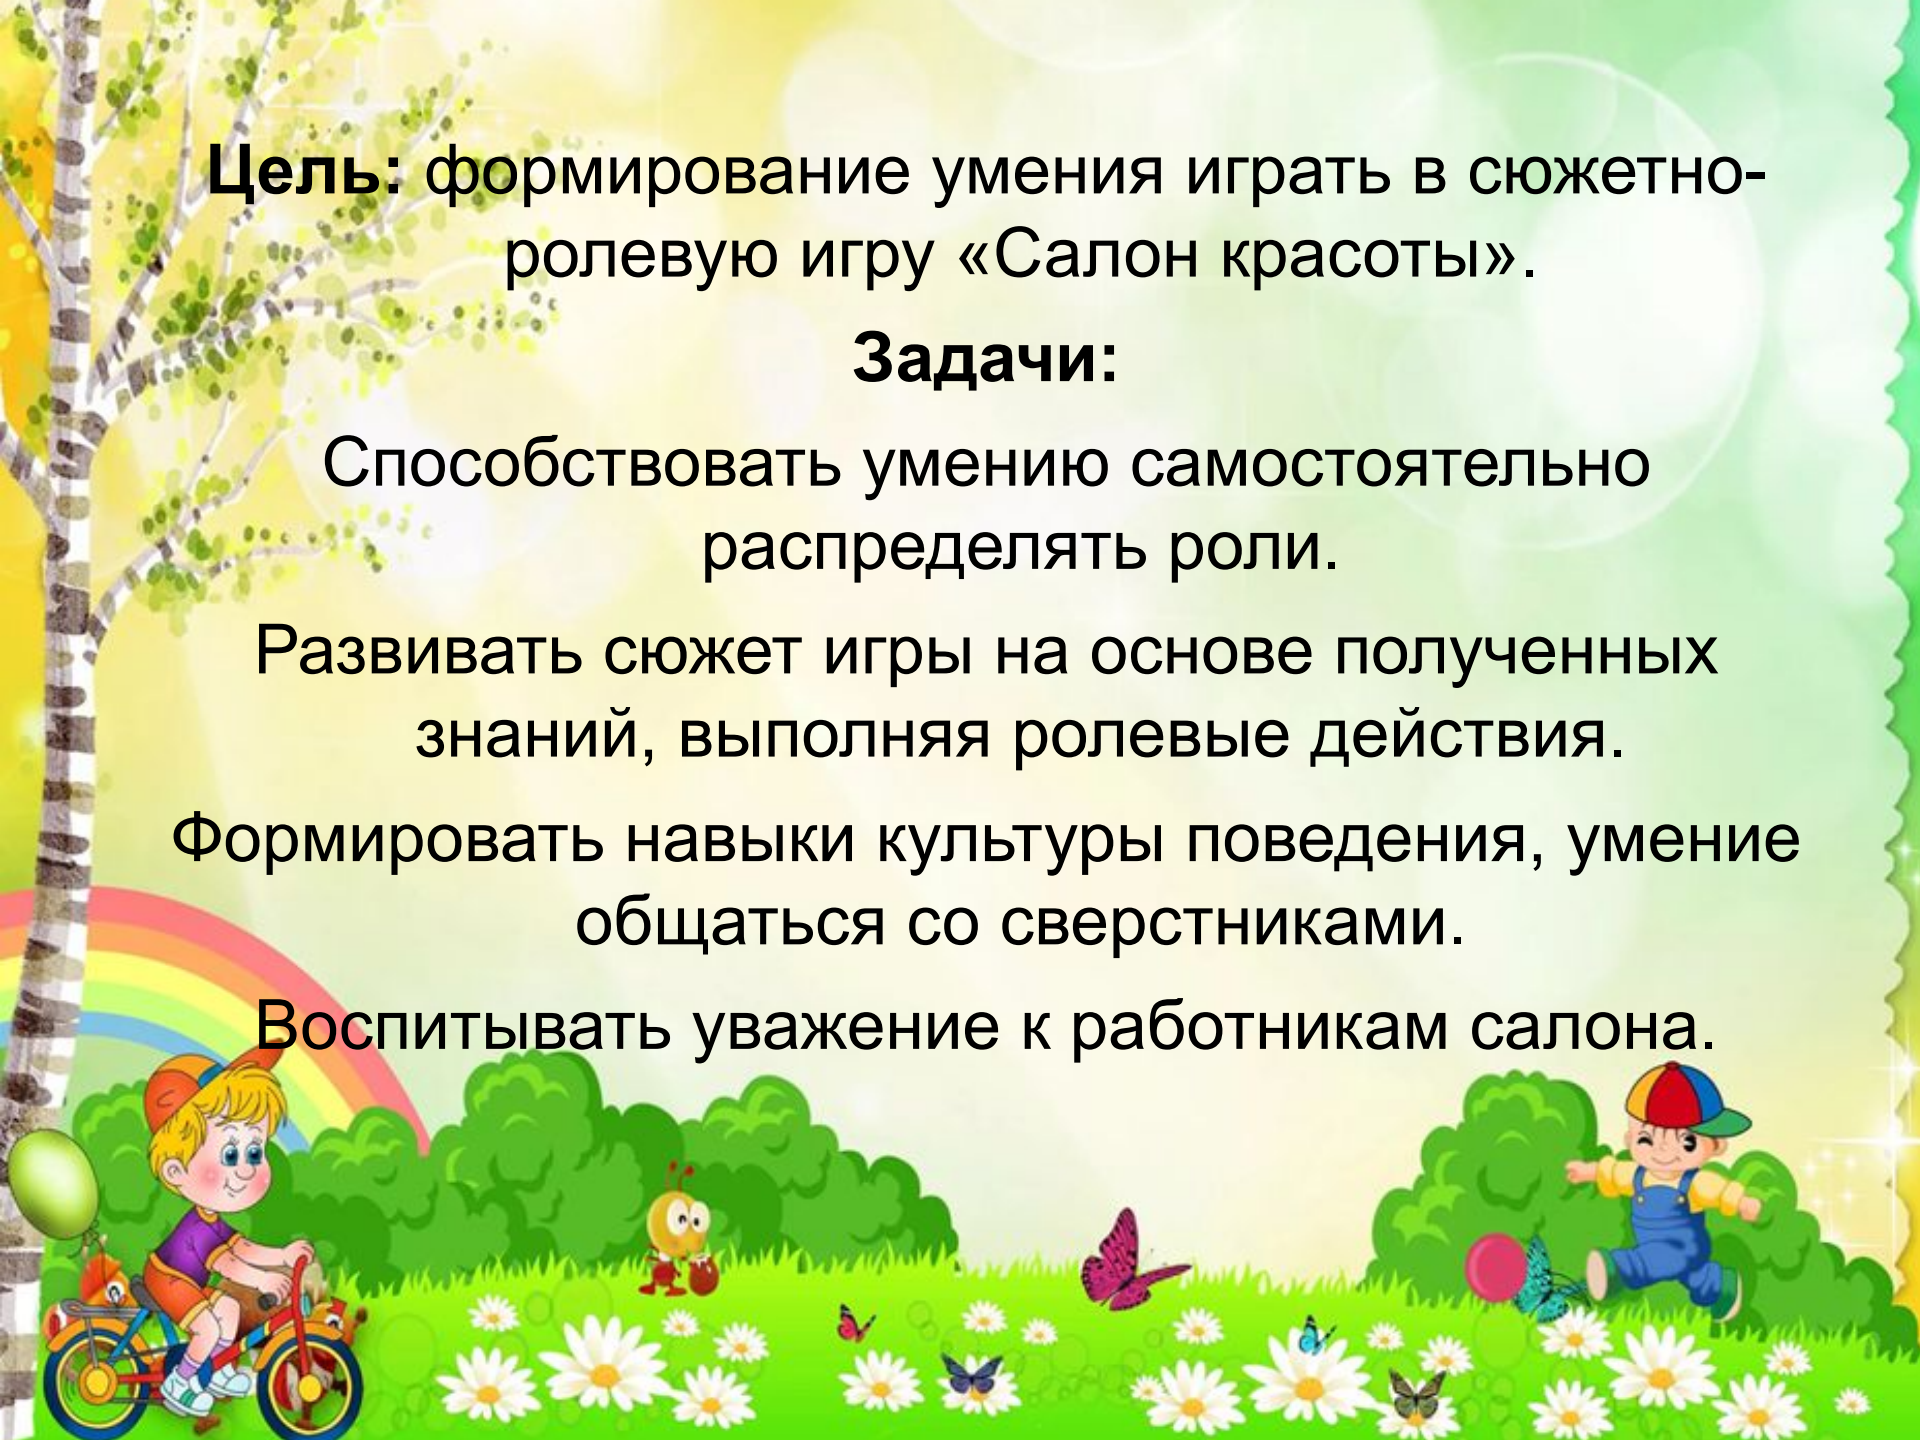 Цель: формирование умения играть в сюжетно-
ролевую игру «Салон красоты».
Задачи:
Способствовать умению самостоятельно
распределять роли.
Развивать сюжет игры на основе полученных
знаний, выполняя ролевые действия.
Формировать навыки культуры поведения, умение
общаться со сверстниками.
Воспитывать уважение к работникам салона.